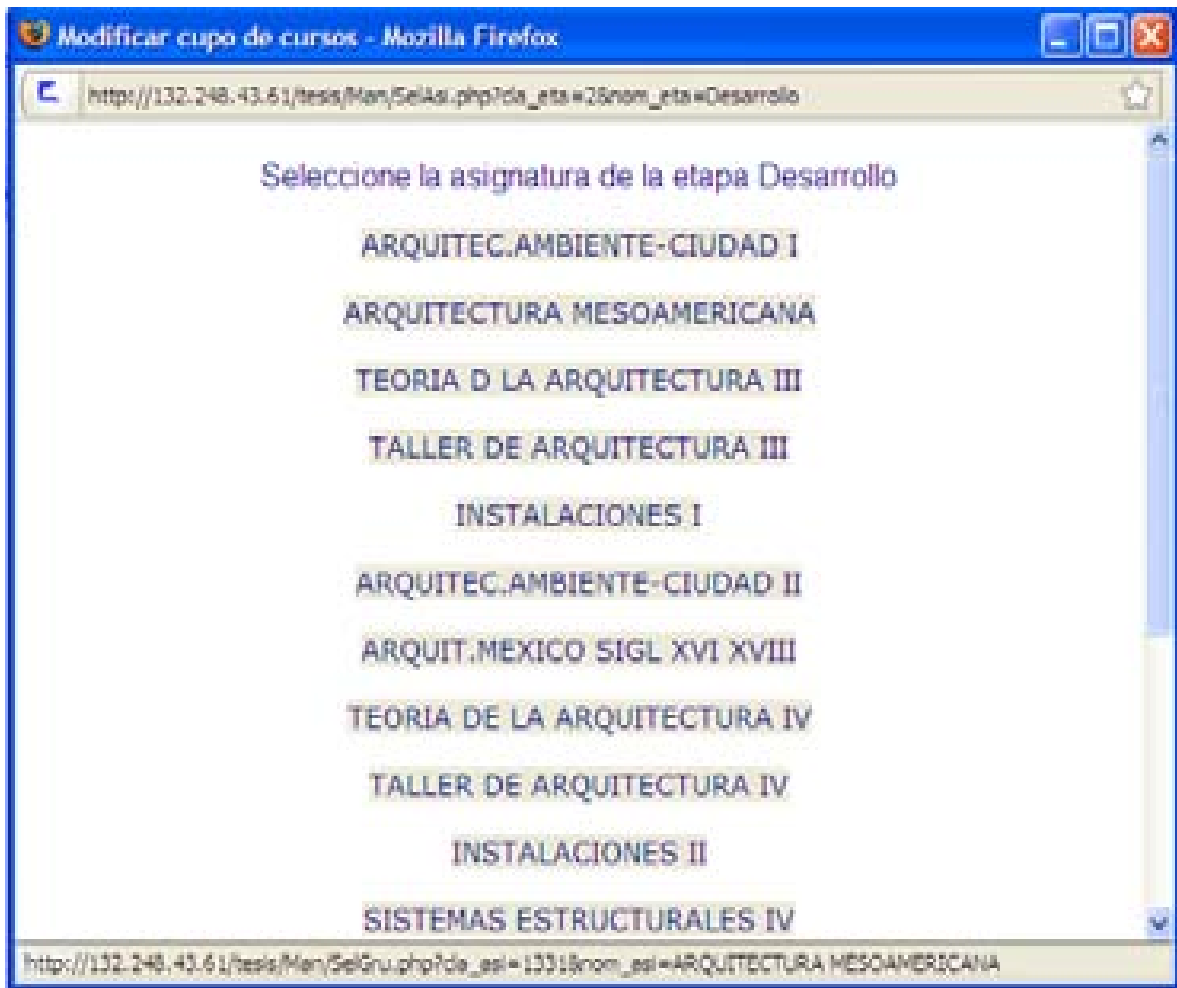 Modificar cupo de cursos - Mozilla Firefox
http://132.248.43.61/tesis/Man/SelAsi.php?cla_eta=2&nom_eta=Desarrollo
Seleccione la asignatura de la etapa Desarrollo
ARQUITEC.AMBIENTE-CIUDAD I
ARQUITECTURA MESOAMERICANA
TEORIA D LA ARQUITECTURA III
TALLER DE ARQUITECTURA III
INSTALACIONES I
ARQUITEC.AMBIENTE-CIUDAD II
ARQUIT.MEXICO SIGL XVI XVIII
TEORIA DE LA ARQUITECTURA IV
TALLER DE ARQUITECTURA IV
INSTALACIONES II
SISTEMAS ESTRUCTURALES IV
http://132.248.43.61/tesis/Man/SelGru.php?cla_asi=1331&nom_asi=ARQUITECTURA MESOAMERICANA